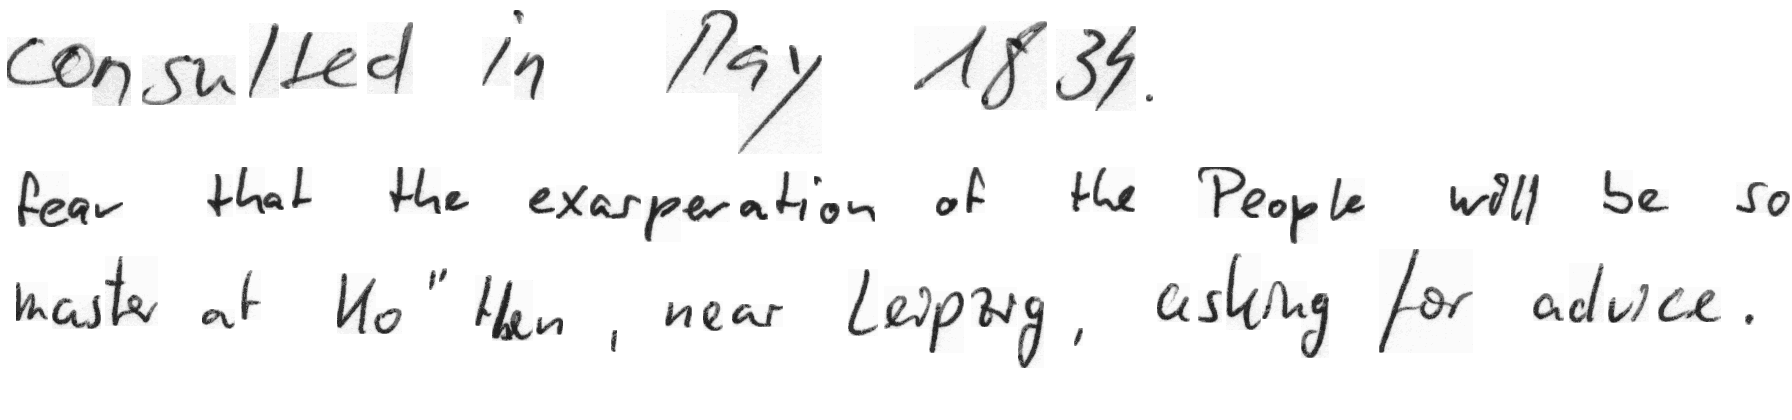 consulted in May 1834.
fear that the exasperation of the People will be so
master at Ko" then, near Leipzig, asking for advice.